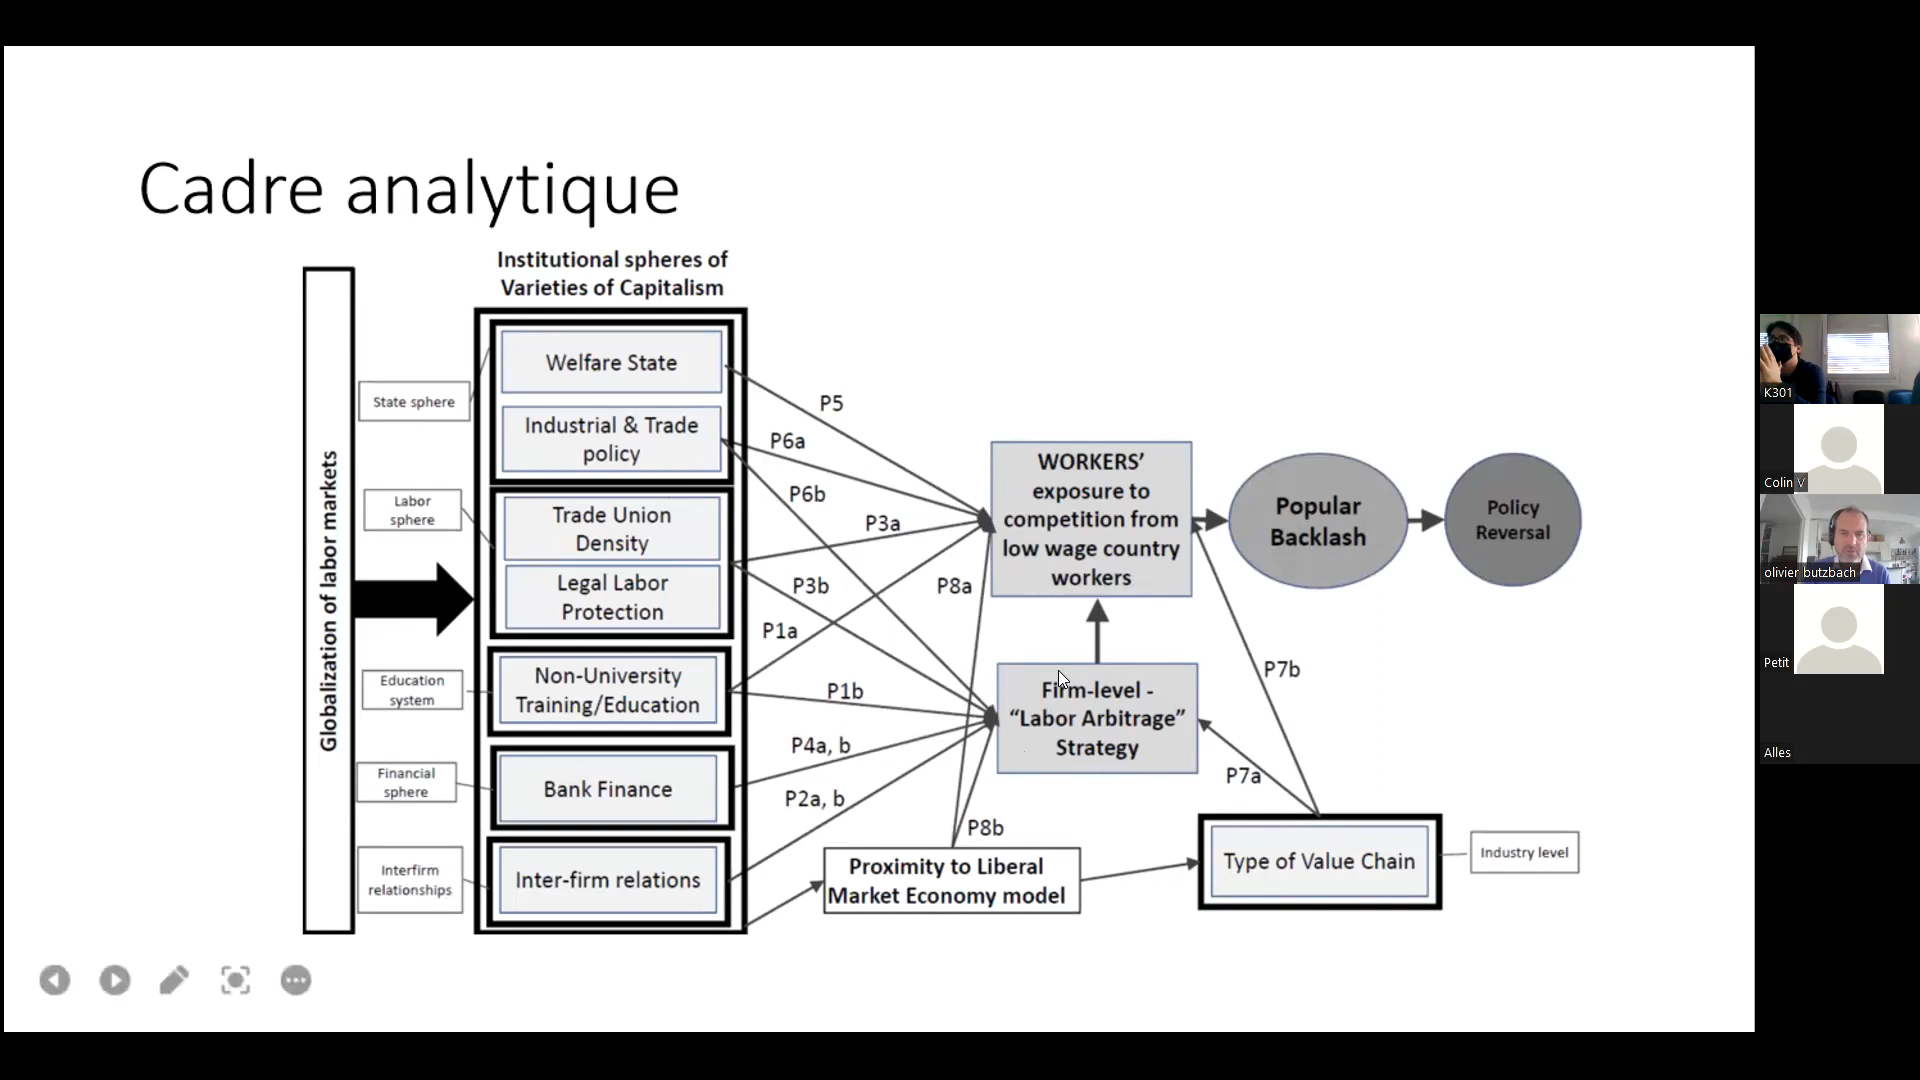 Cadre analytique
Institutional spheres of
Varieties of Capitalism
Globalization of labor markets
State sphere
Labor
sphere
Education
system
Financial
sphere
Interfirm
relationships
Welfare State
Industrial & Trade
policy
Trade Union
Density
Legal Labor
Protection
Non-University
Training/Education
Bank Finance
Inter-firm relations
P5
P6a
P6b
P3a
P3b
P8a
P1a
P1b
P4a, b
P2a, b
P8b
WORKERS’
exposure to
competition from
low wage country
workers
Popular
Backlash
Policy
Reversal
Firm-level -
“Labor Arbitrage”
Strategy
P7b
P7a
Proximity to Liberal
Market Economy model
Type of Value Chain
Industry level
K301
Colin V
olivier butzbach
Petit
Alles